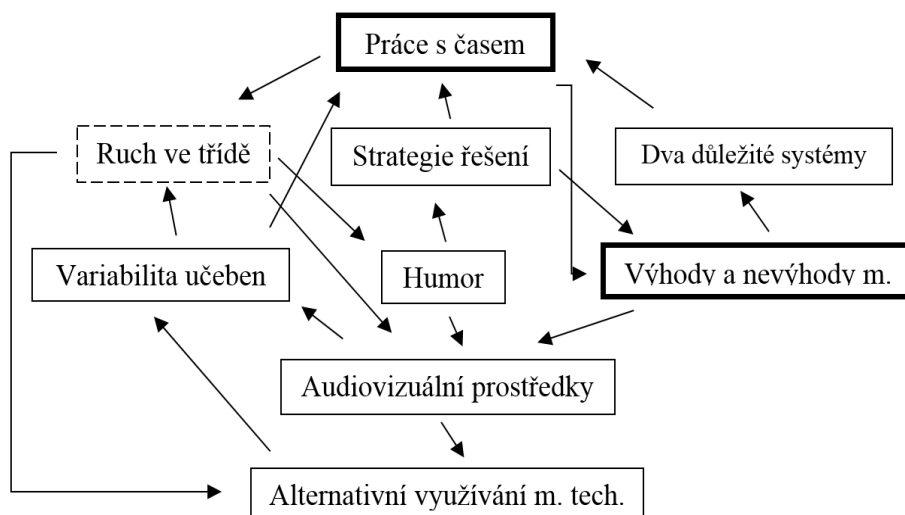 Práce s časem
Ruch ve třídě
Strategie řešení
Dva důležité systémy
Variabilita učeben
Humor
Výhody a nevýhody m.
Audiovizuální prostředky
Alternativní využívání m. tech.